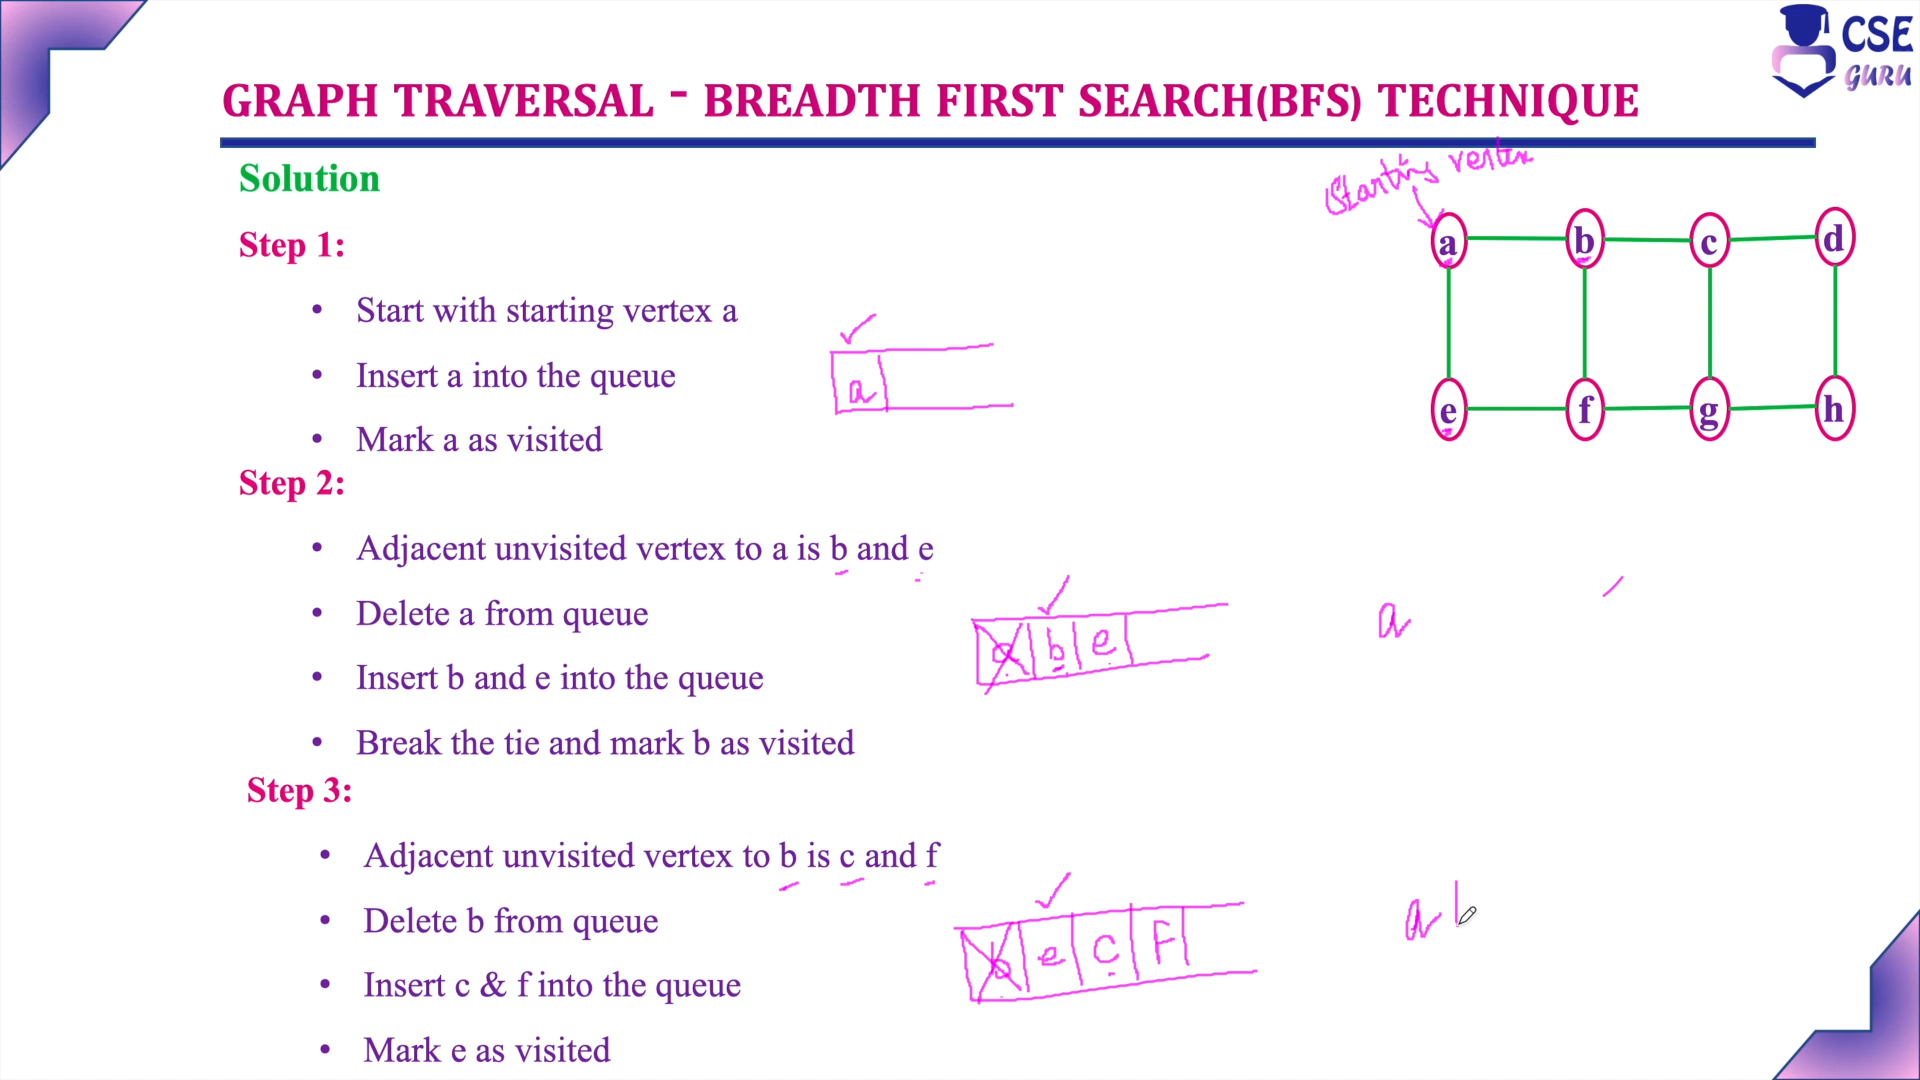 CSE
GURU
GRAPH TRAVERSAL - BREADTH FIRST SEARCH(BFS) TECHNIQUE
Solution
Starting vertex
Step 1:
a b c d
• Start with starting vertex a
• Insert a into the queue
a
e f g h
• Mark a as visited
Step 2:
• Adjacent unvisited vertex to a is b and e
• Delete a from queue
a b e
a
• Insert b and e into the queue
• Break the tie and mark b as visited
Step 3:
• Adjacent unvisited vertex to b is c and f
• Delete b from queue
b e C F
a b
• Insert c & f into the queue
• Mark e as visited